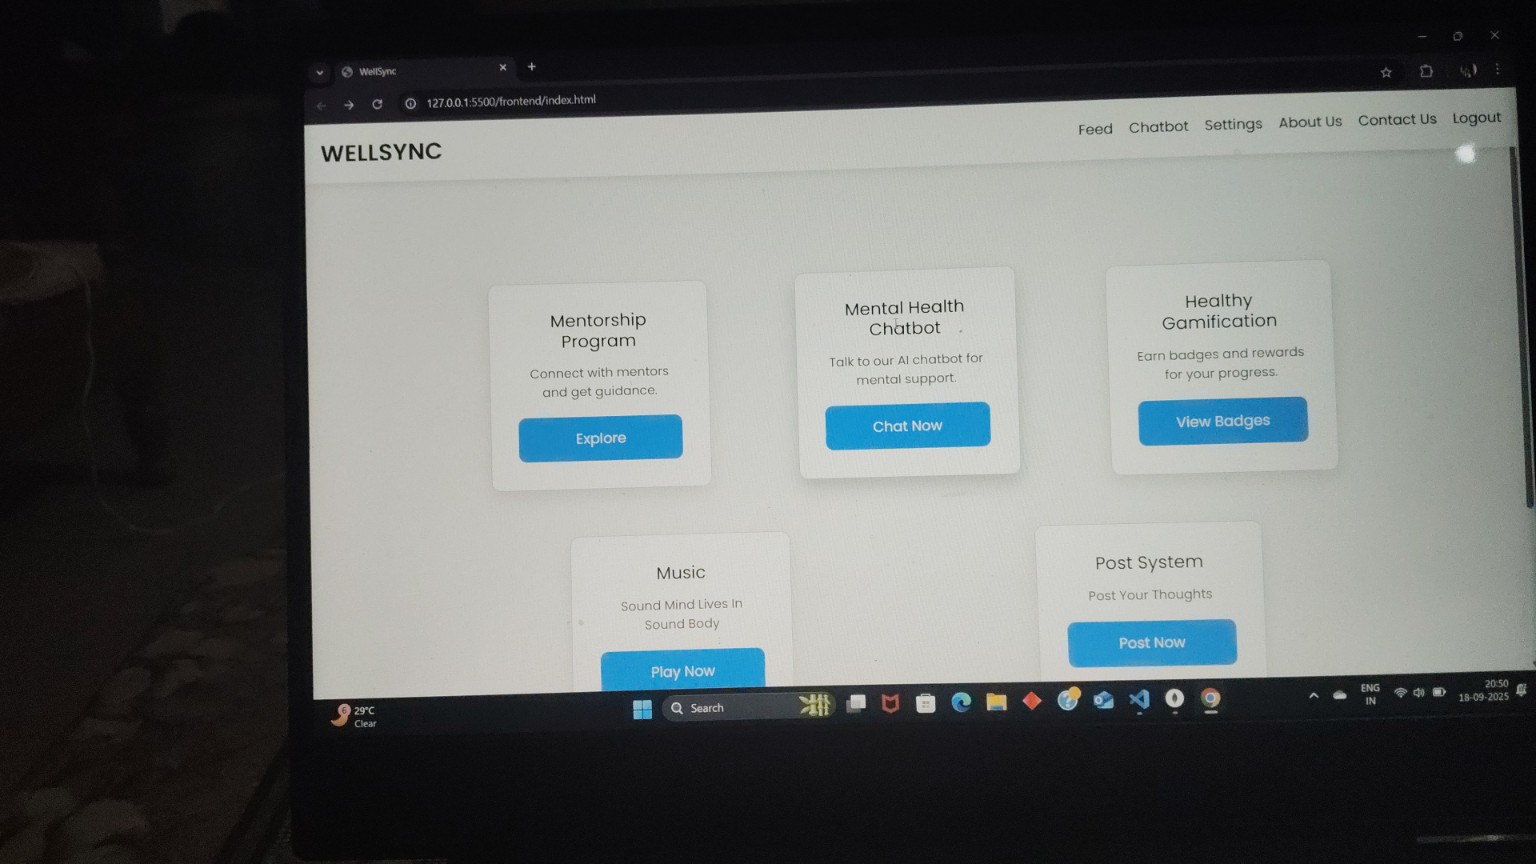 WellSync
127.0.0.1:5500/frontend/index.html
WELLSYNC
Feed Chatbot Settings About Us Contact Us Logout
Mentorship
Program
Connect with mentors
and get guidance.
Explore
Mental Health
Chatbot
Talk to our AI chatbot for
mental support.
Chat Now
Healthy
Gamification
Earn badges and rewards
for your progress.
View Badges
Music
Sound Mind Lives In
Sound Body
Play Now
Post System
Post Your Thoughts
Post Now
6
29°C
Clear
Search
ENG
IN
20:50
18-09-2025